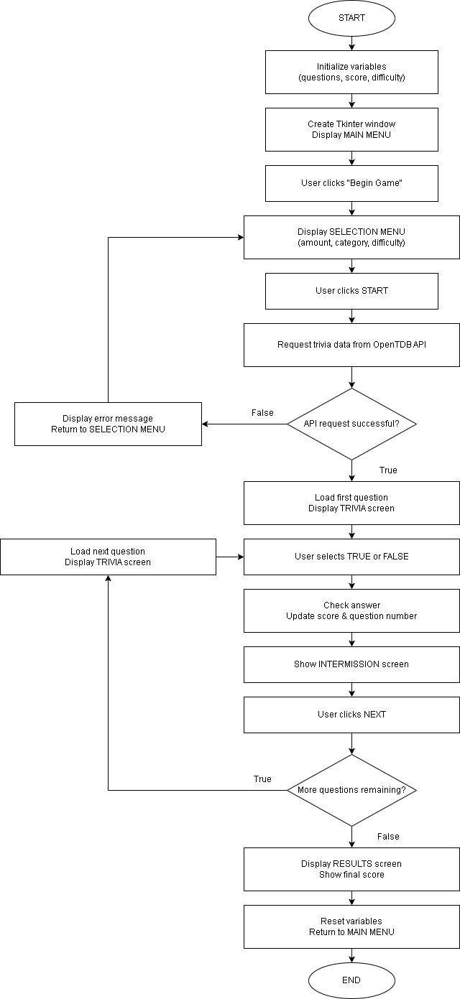 START
Initialize variables
(questions, score, difficulty)
Create Tkinter window
Display MAIN MENU
User clicks "Begin Game"
Display SELECTION MENU
(amount, category, difficulty)
User clicks START
Request trivia data from OpenTDB API
API request successful?
False
Display error message
Return to SELECTION MENU
True
Load first question
Display TRIVIA screen
Load next question
Display TRIVIA screen
User selects TRUE or FALSE
Check answer
Update score & question number
Show INTERMISSION screen
User clicks NEXT
True
More questions remaining?
False
Display RESULTS screen
Show final score
Reset variables
Return to MAIN MENU
END